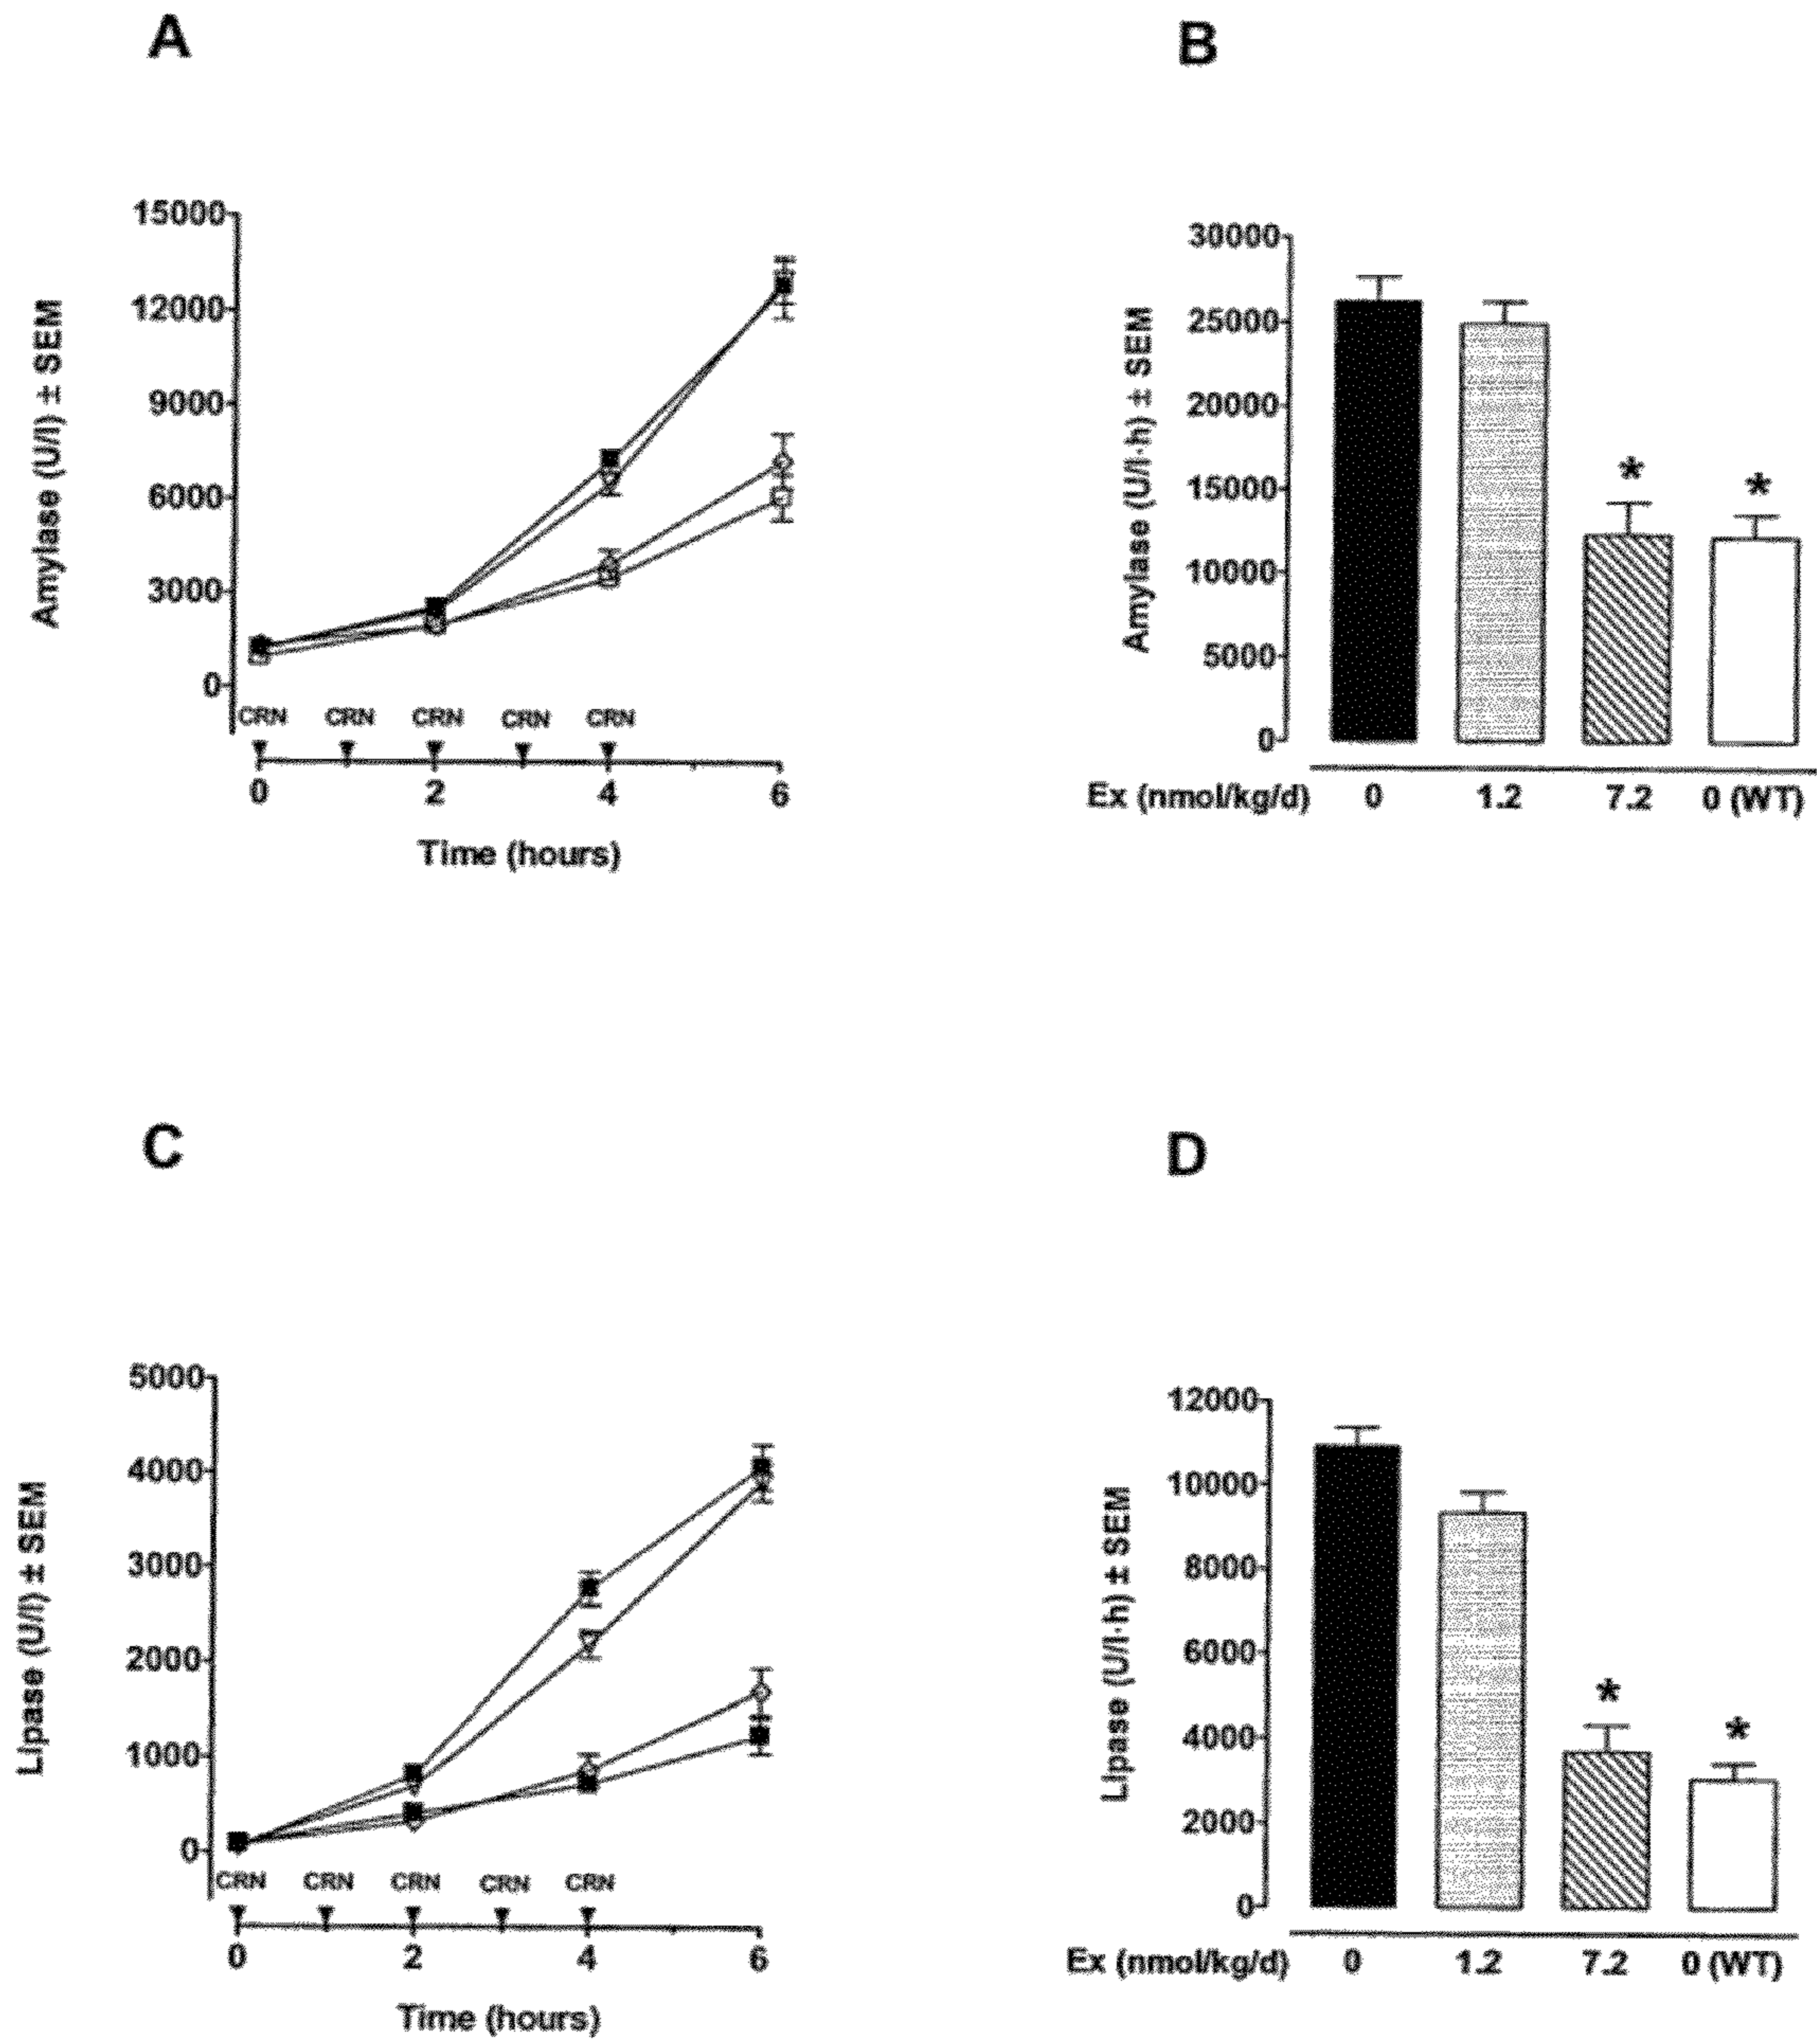 A
Amylase (U/l) ± SEM
15000
12000
9000
6000
3000
0
CRN CRN CRN CRN CRN
0 2 4 6
Time (hours)
B
Amylase (U/l·h) ± SEM
30000
25000
20000
15000
10000
5000
0
* *
Ex (nmol/kg/d) 0 1.2 7.2 0 (WT)
C
Lipase (U/l) ± SEM
5000
4000
3000
2000
1000
0
CRN CRN CRN CRN CRN
0 2 4 6
Time (hours)
D
Lipase (U/l·h) ± SEM
12000
10000
8000
6000
4000
2000
0
* *
Ex (nmol/kg/d) 0 1.2 7.2 0 (WT)